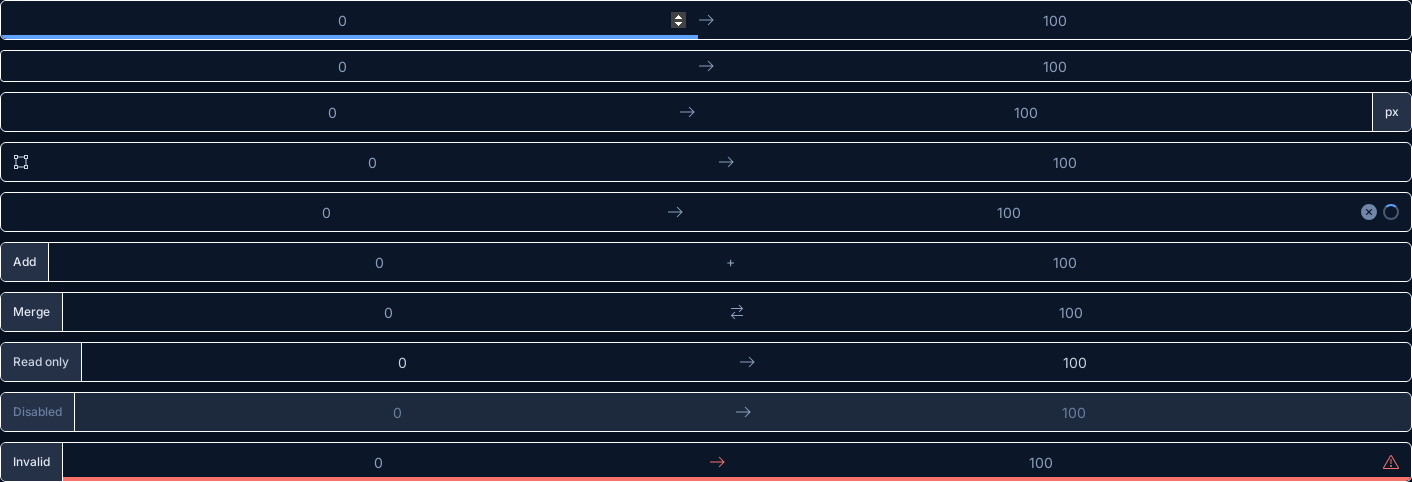 0 → 100
0 → 100
0 → 100 px
0 → 100
0 → 100
Add 0 + 100
Merge 0 ⇄ 100
Read only 0 → 100
Disabled 0 → 100
Invalid 0 → 100